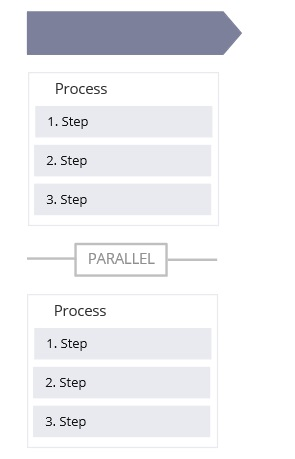 Process
1. Step
2. Step
3. Step
PARALLEL
Process
1. Step
2. Step
3. Step